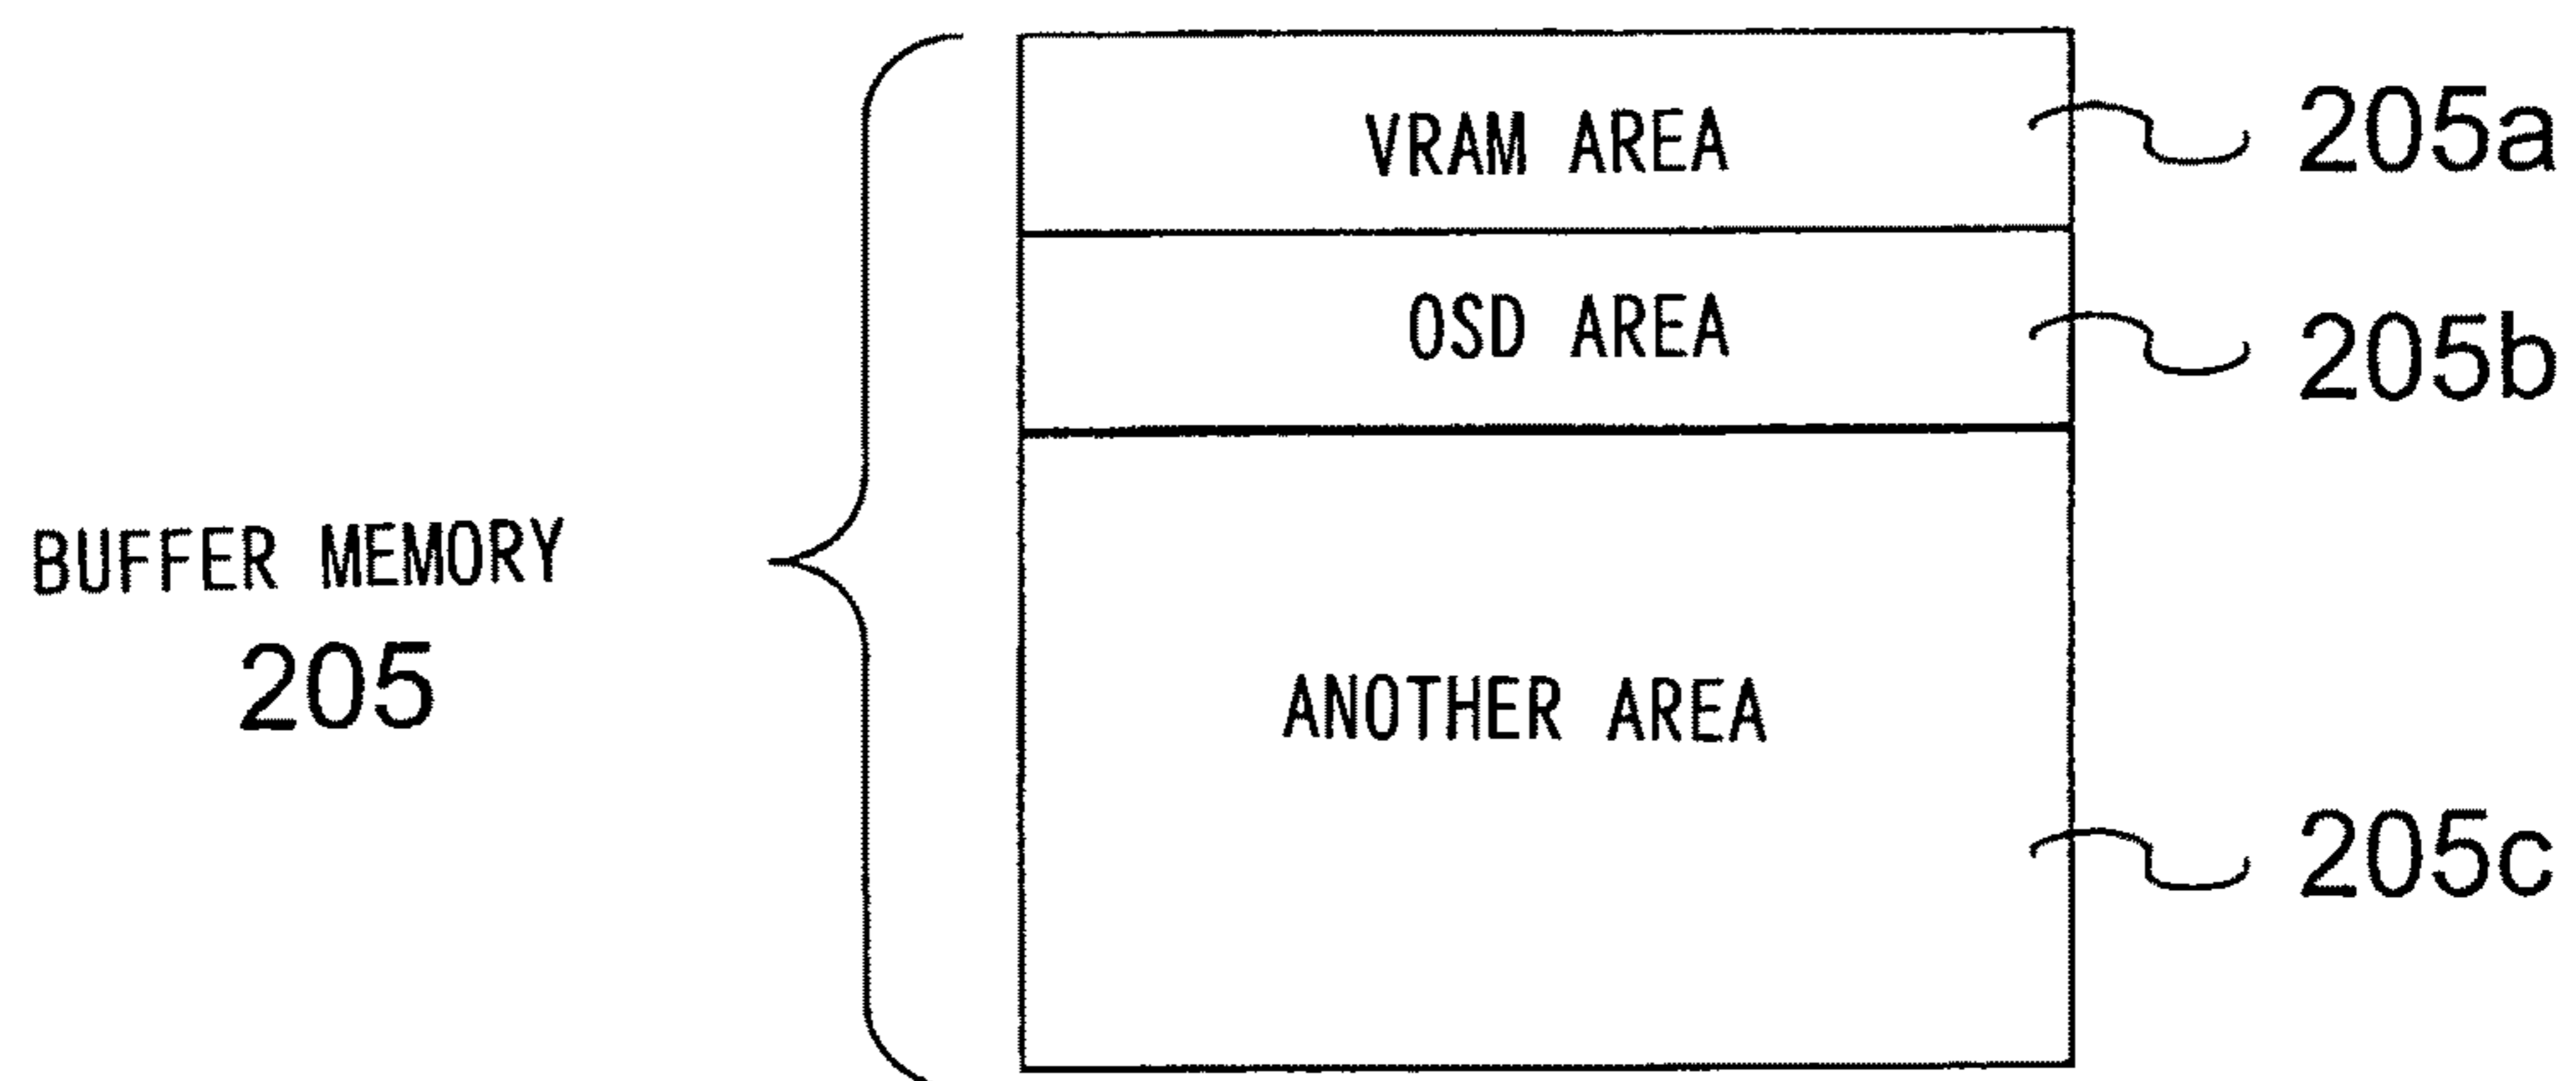 VRAM AREA
205a
OSD AREA
205b
BUFFER MEMORY
205
ANOTHER AREA
205c